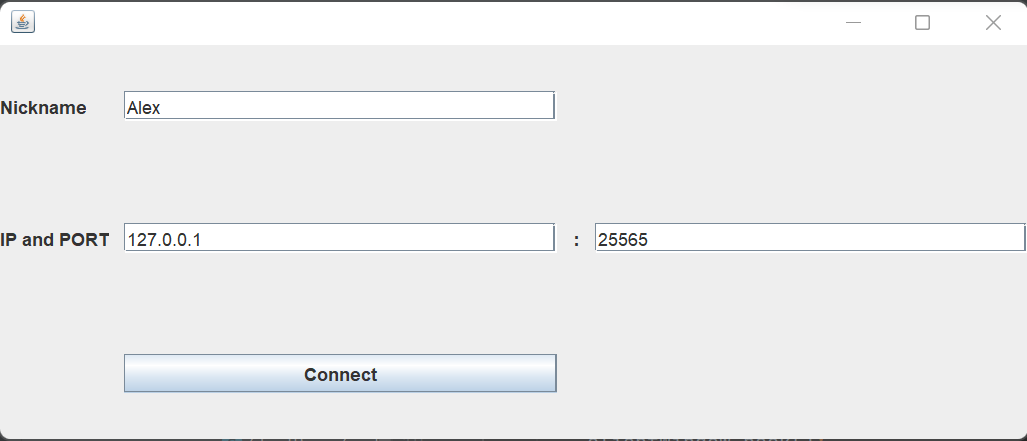 Nickname Alex
IP and PORT 127.0.0.1 : 25565
Connect